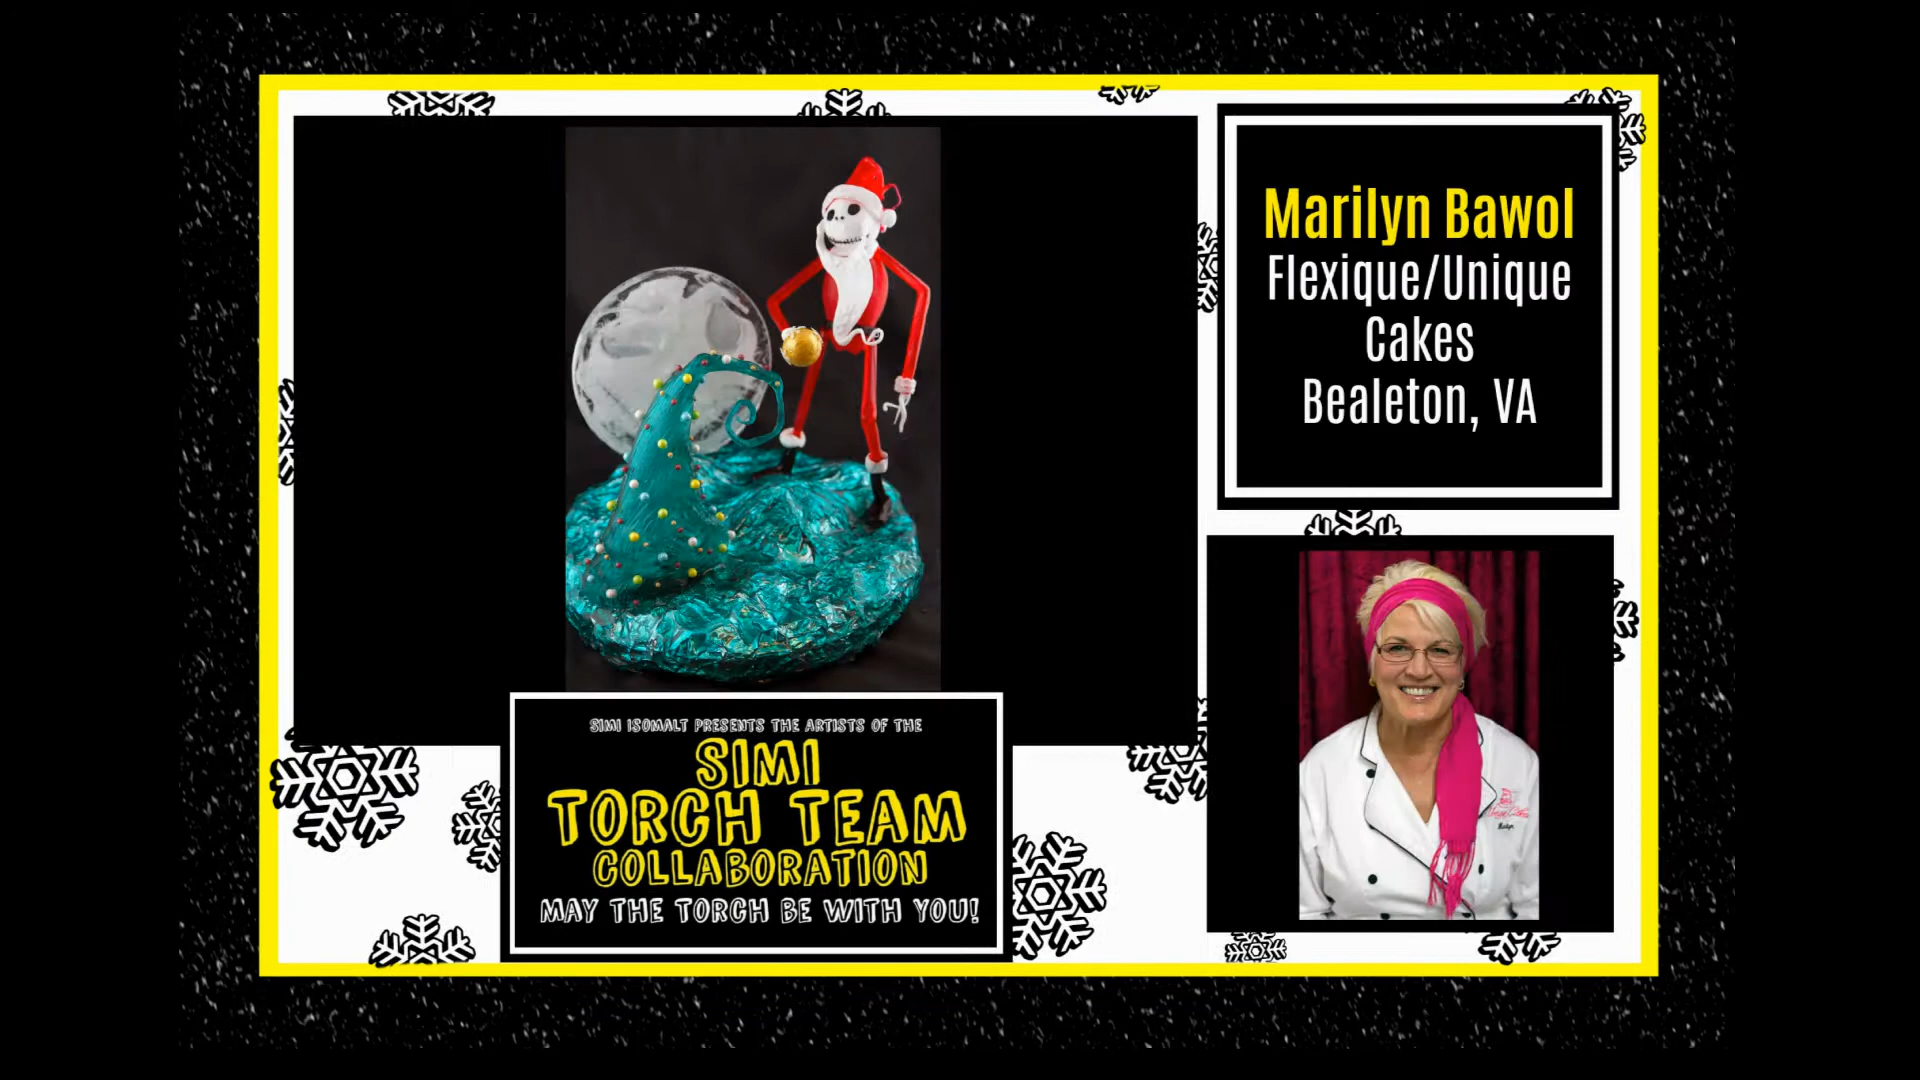 Marilyn Bawol
Flexique/Unique
Cakes
Bealeton, VA
SIMI ISOMALT PRESENTS THE ARTISTS OF THE
SIMI
TORCH TEAM
COLLABORATION
MAY THE TORCH BE WITH YOU!